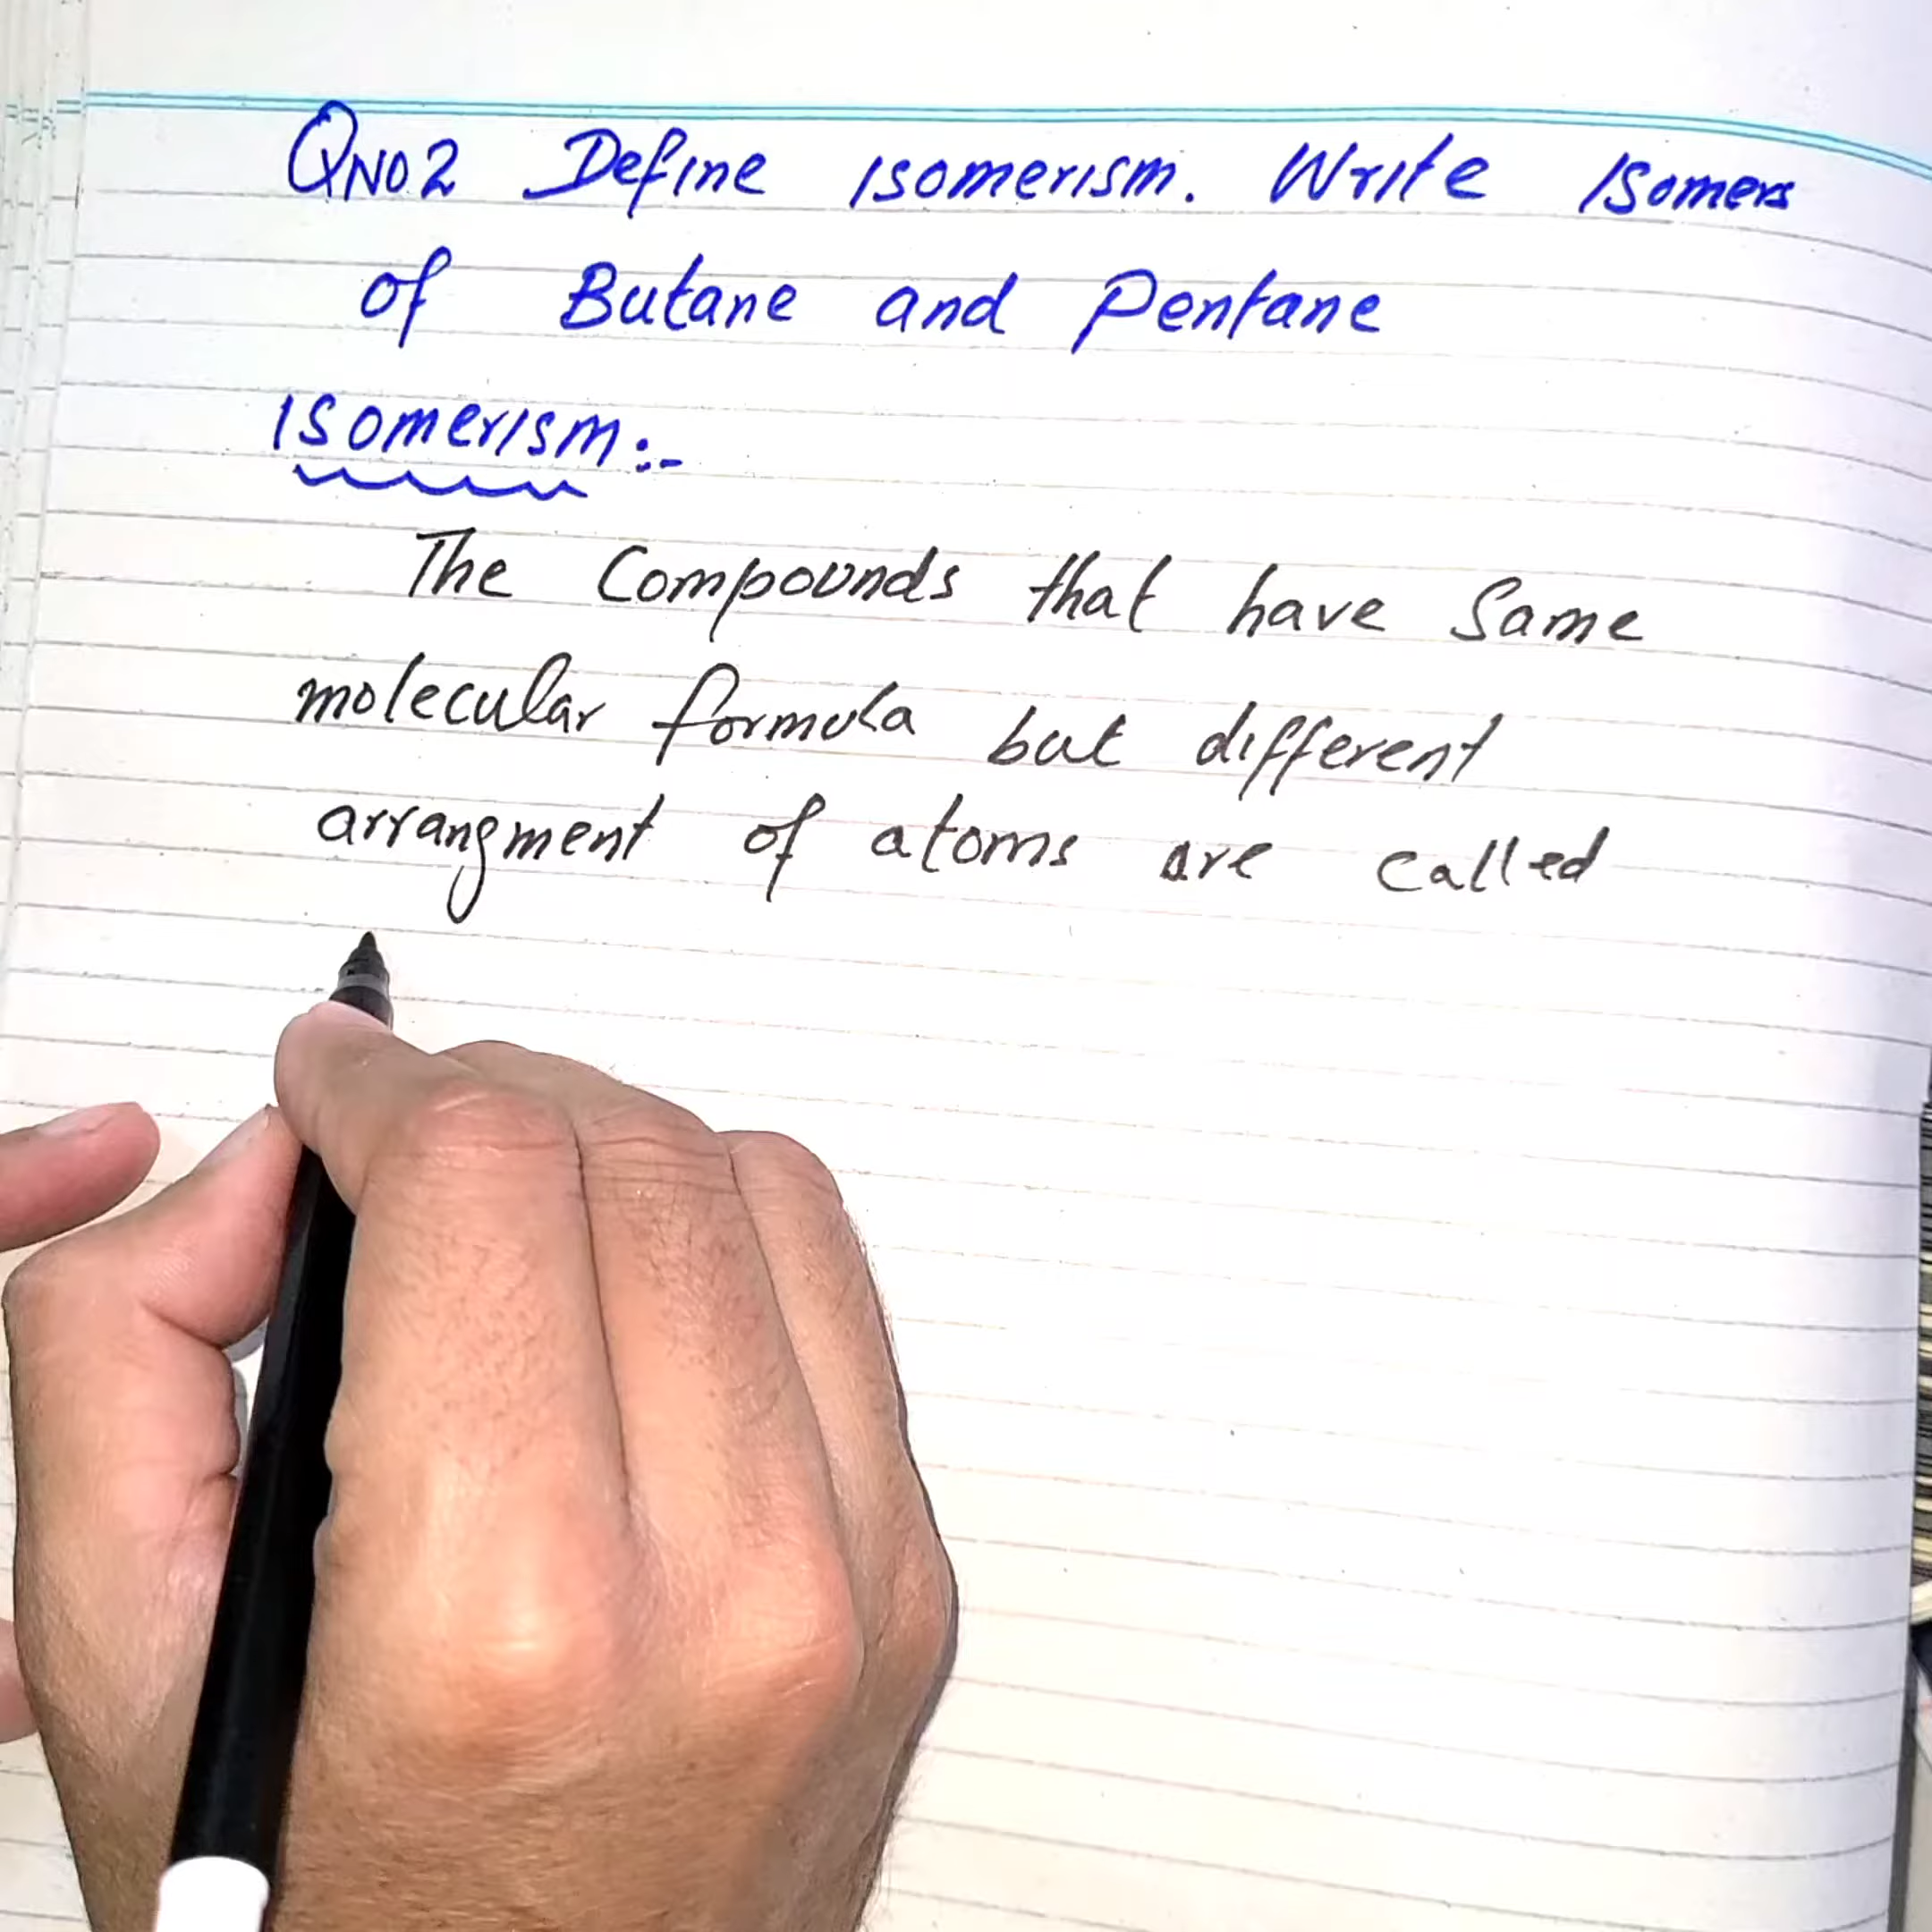 QNO2 Define isomerism. Write Isomers
of Butane and Pentane
Isomerism:-
The Compounds that have Same
molecular formula but different
arrangment of atoms are called